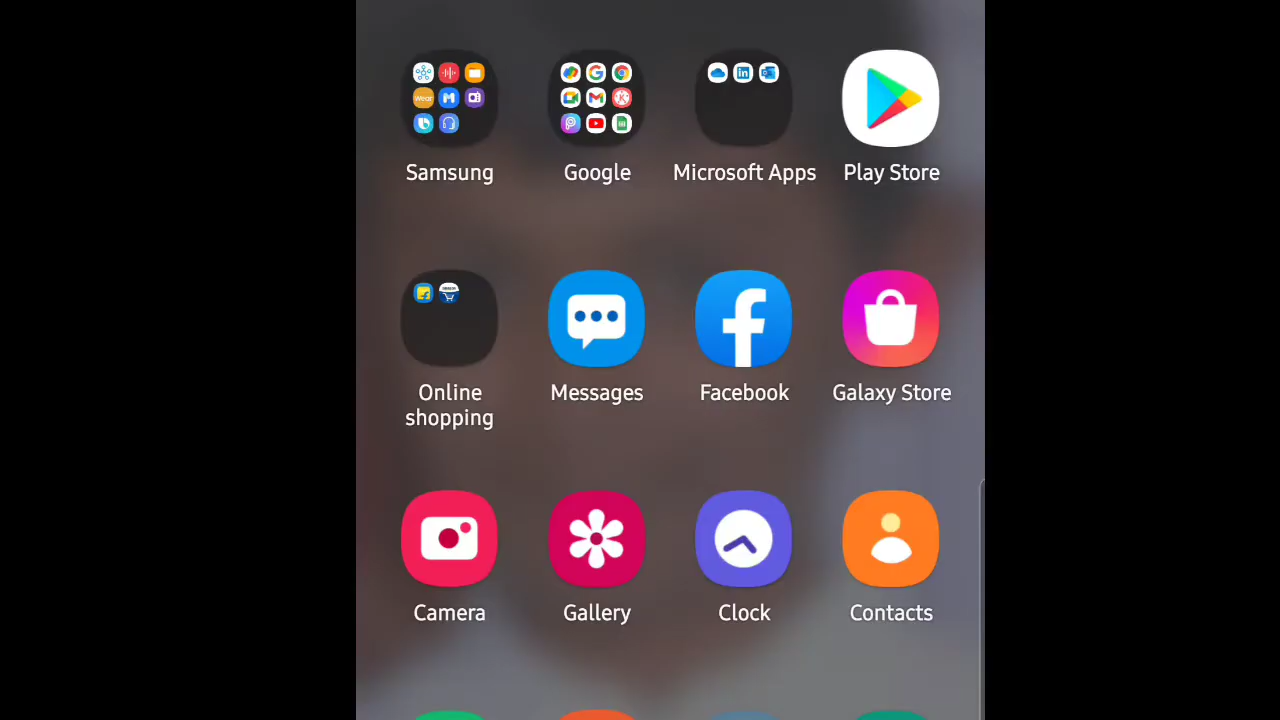 Samsung
Google
Microsoft Apps
Play Store
Online
shopping
Messages
Facebook
Galaxy Store
Camera
Gallery
Clock
Contacts